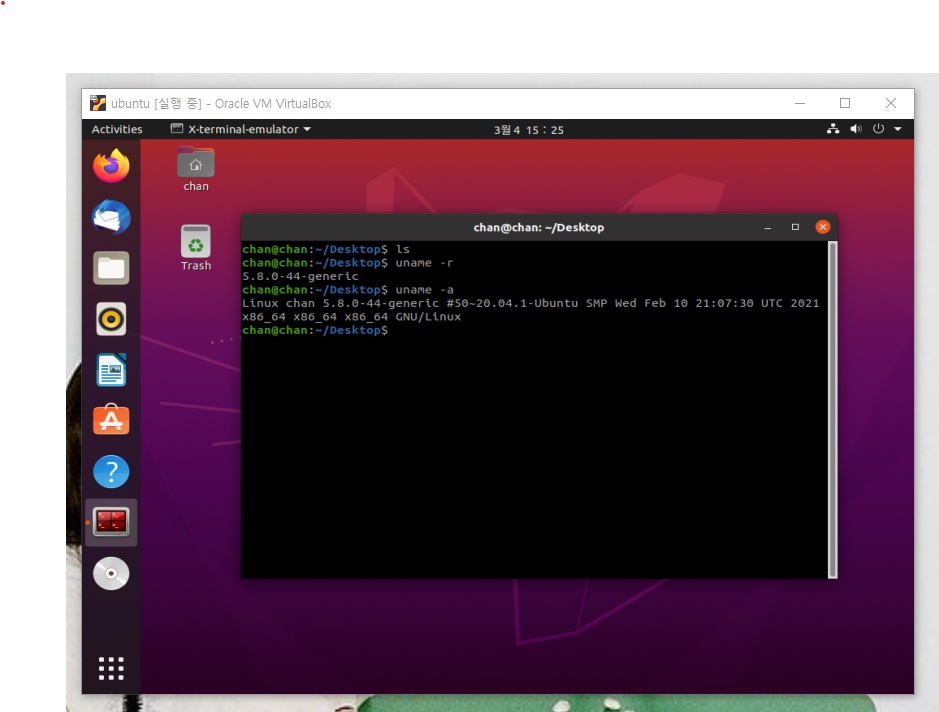 ubuntu [실행 중] - Oracle VM VirtualBox
Activities X-terminal-emulator 3월 4 15 : 25
chan
Trash
chan@chan: ~/Desktop
chan@chan:~/Desktop$ ls
chan@chan:~/Desktop$ uname -r
5.8.0-44-generic
chan@chan:~/Desktop$ uname -a
Linux chan 5.8.0-44-generic #50~20.04.1-Ubuntu SMP Wed Feb 10 21:07:30 UTC 2021
x86_64 x86_64 x86_64 GNU/Linux
chan@chan:~/Desktop$